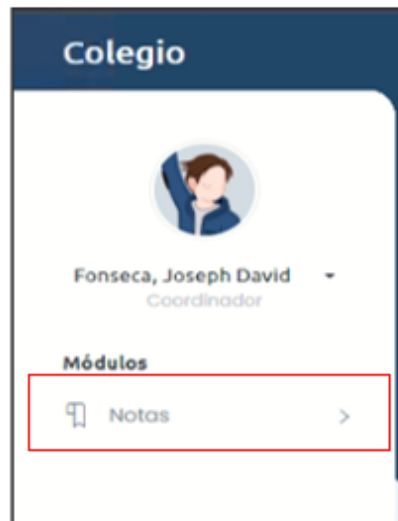 Colegio
Fonseca, Joseph David
Coordinador
Módulos
Notas